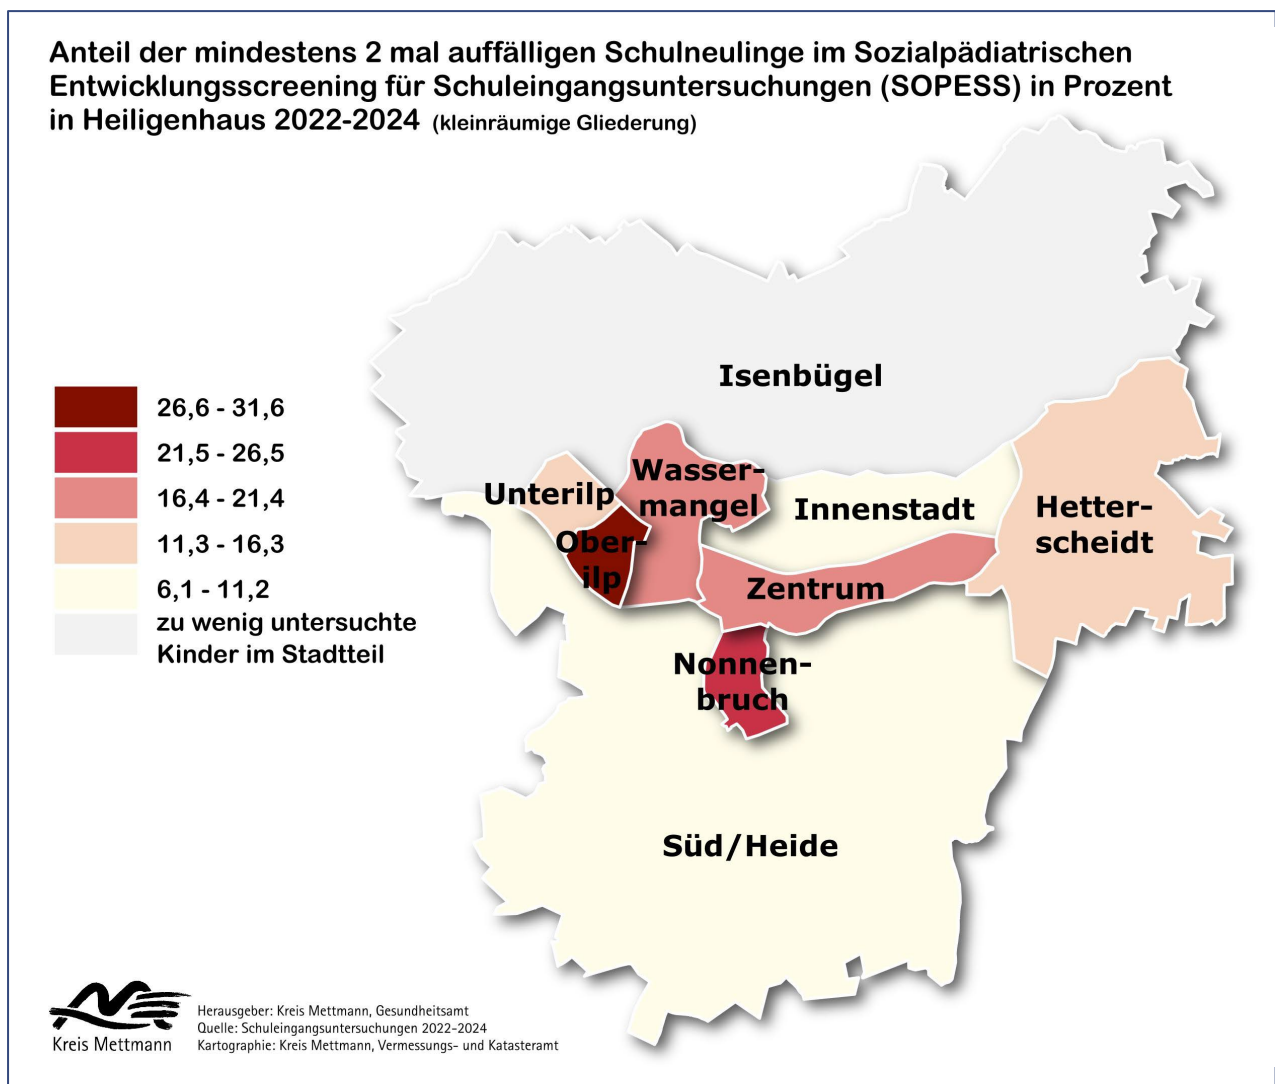 Anteil der mindestens 2 mal auffälligen Schulneulinge im Sozialpädiatrischen
Entwicklungsscreening für Schuleingangsuntersuchungen (SOPESS) in Prozent
in Heiligenhaus 2022-2024 (kleinräumige Gliederung)
Isenbügel
26,6 - 31,6
21,5 - 26,5
16,4 - 21,4
11,3 - 16,3
6,1 - 11,2
zu wenig untersuchte
Kinder im Stadtteil
Unterilp
Wasser-
mangel
Ober-
ilp
Innenstadt
Hetter-
scheidt
Zentrum
Nonnen-
bruch
Süd/Heide
Kreis Mettmann
Herausgeber: Kreis Mettmann, Gesundheitsamt
Quelle: Schuleingangsuntersuchungen 2022-2024
Kartographie: Kreis Mettmann, Vermessungs- und Katasteramt